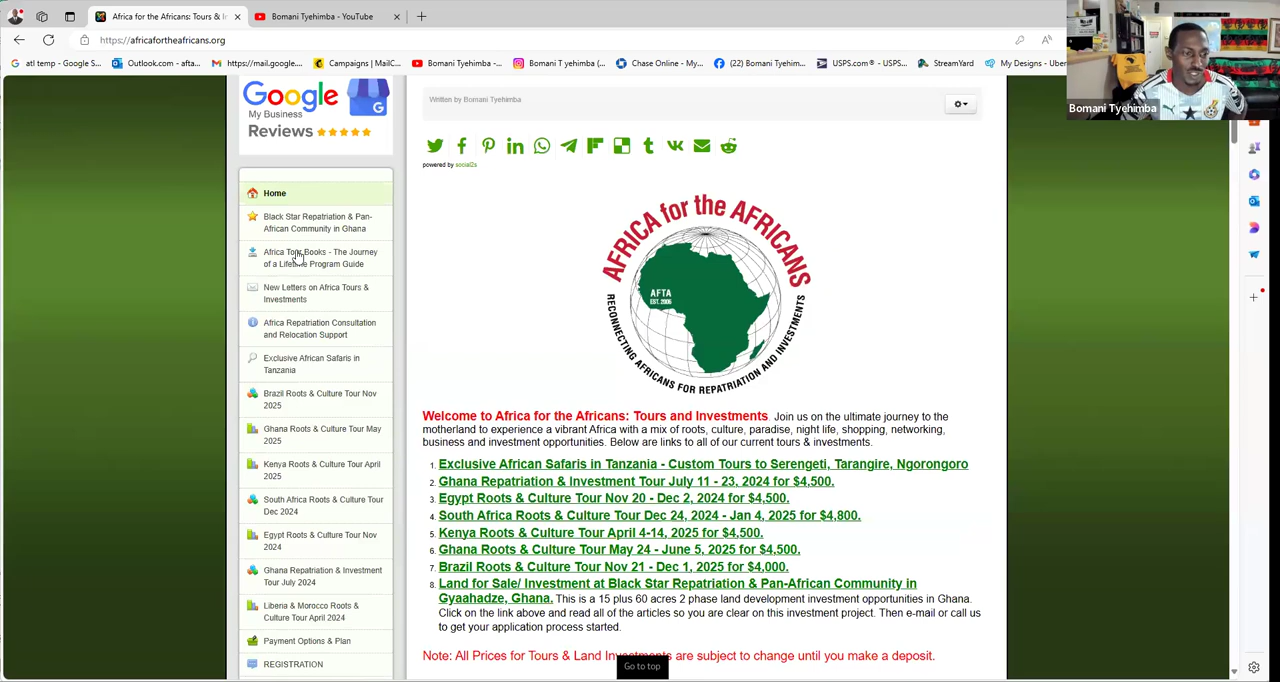 Africa for the Africans: Tours & I
Bomani Tyehimba - YouTube
https://africafortheafricans.org
atl temp - Google S...
Outlook.com - afta...
https://mail.google....
Campaigns | MailC...
Bomani Tyehimba -...
Bomani T yehimba (...
Chase Online - My...
(22) Bomani Tyehim...
USPS.com® - USPS...
StreamYard
My Designs - Uber
Bomani Tyehimba
Google
My Business
Reviews
Written by Bomani Tyehimba
powered by social2s
Home
Black Star Repatriation & Pan-
African Community in Ghana
Africa Tour Books - The Journey
of a Lifetime Program Guide
New Letters on Africa Tours &
Investments
Africa Repatriation Consultation
and Relocation Support
Exclusive African Safaris in
Tanzania
Brazil Roots & Culture Tour Nov
2025
Ghana Roots & Culture Tour May
2025
Kenya Roots & Culture Tour April
2025
South Africa Roots & Culture Tour
Dec 2024
Egypt Roots & Culture Tour Nov
2024
Ghana Repatriation & Investment
Tour July 2024
Liberia & Morocco Roots &
Culture Tour April 2024
Payment Options & Plan
REGISTRATION
AFRICA for the AFRICANS
AFTA
EST. 2006
RECONNECTING AFRICANS FOR REPATRIATION AND INVESTMENTS
Welcome to Africa for the Africans: Tours and Investments Join us on the ultimate journey to the
motherland to experience a vibrant Africa with a mix of roots, culture, paradise, night life, shopping, networking,
business and investment opportunities. Below are links to all of our current tours & investments.
1. Exclusive African Safaris in Tanzania - Custom Tours to Serengeti, Tarangire, Ngorongoro
2. Ghana Repatriation & Investment Tour July 11 - 23, 2024 for $4,500.
3. Egypt Roots & Culture Tour Nov 20 - Dec 2, 2024 for $4,500.
4. South Africa Roots & Culture Tour Dec 24, 2024 - Jan 4, 2025 for $4,800.
5. Kenya Roots & Culture Tour April 4-14, 2025 for $4,500.
6. Ghana Roots & Culture Tour May 24 - June 5, 2025 for $4,500.
7. Brazil Roots & Culture Tour Nov 21 - Dec 1, 2025 for $4,000.
8. Land for Sale/ Investment at Black Star Repatriation & Pan-African Community in
Gyaahadze, Ghana. This is a 15 plus 60 acres 2 phase land development investment opportunities in Ghana.
Click on the link above and read all of the articles so you are clear on this investment project. Then e-mail or call us
to get your application process started.
Note: All Prices for Tours & Land Investments are subject to change until you make a deposit.
Go to top